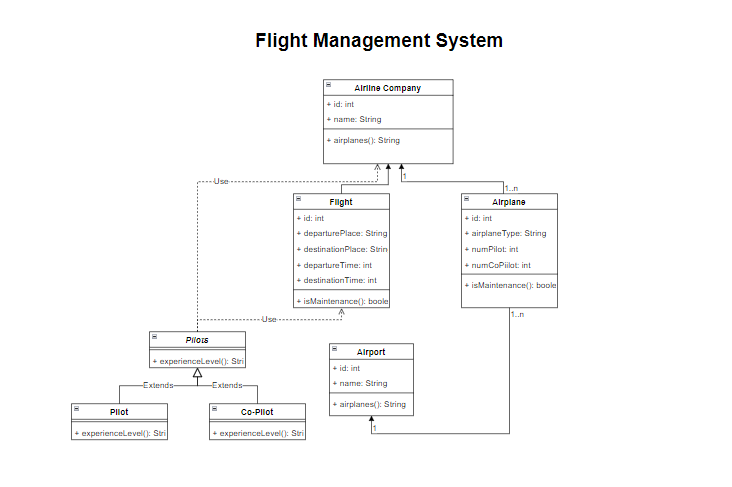 Flight Management System
Airline Company
+ id: int
+ name: String
+ airplanes(): String
Use
1
1..n
Flight
+ id: int
+ departurePlace: String
+ destinationPlace: Strin
+ departureTime: int
+ destinationTime: int
+ isMaintenance(): boole
Airplane
+ id: int
+ airplaneType: String
+ numPilot: int
+ numCoPiilot: int
+ isMaintenance(): boole
1..n
Use
Pilots
+ experienceLevel(): Stri
Airport
+ id: int
+ name: String
+ airplanes(): String
1
Extends
Extends
Pilot
+ experienceLevel(): Stri
Co-Pilot
+ experienceLevel(): Stri